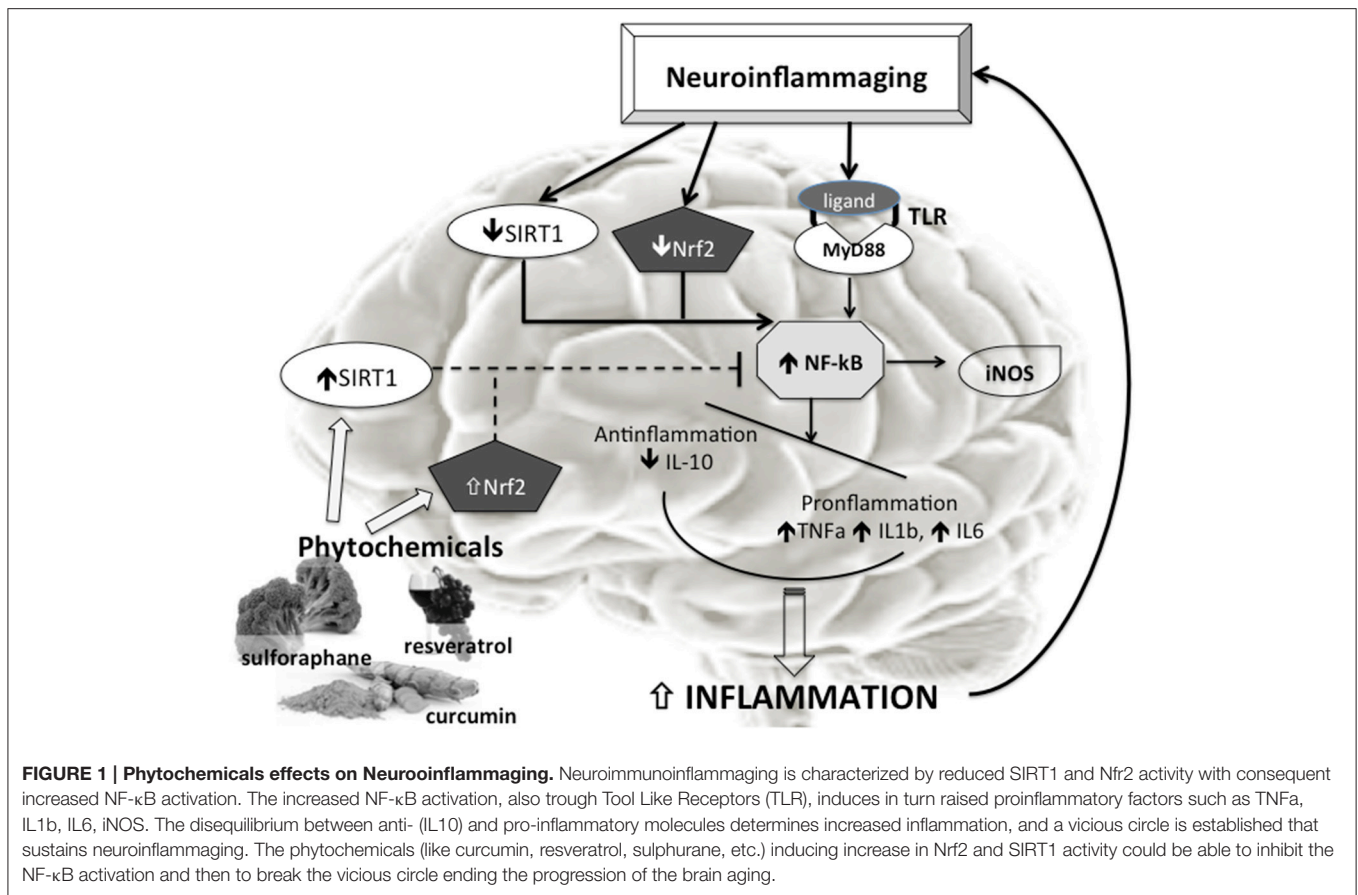 Neuroinflammaging
ligand
TLR
SIRT1
Nrf2
MyD88
NF-kB
iNOS
SIRT1
Antinflammation
IL-10
Nrf2
Pronflammation
TNFa IL1b, IL6
Phytochemicals
sulforaphane
resveratrol
curcumin
INFLAMMATION
FIGURE 1 | Phytochemicals effects on Neurooinflammaging. Neuroimmunoinflammaging is characterized by reduced SIRT1 and Nfr2 activity with consequent
increased NF-κB activation. The increased NF-κB activation, also trough Tool Like Receptors (TLR), induces in turn raised proinflammatory factors such as TNFa,
IL1b, IL6, iNOS. The disequilibrium between anti- (IL10) and pro-inflammatory molecules determines increased inflammation, and a vicious circle is established that
sustains neuroinflammaging. The phytochemicals (like curcumin, resveratrol, sulphurane, etc.) inducing increase in Nrf2 and SIRT1 activity could be able to inhibit the
NF-κB activation and then to break the vicious circle ending the progression of the brain aging.